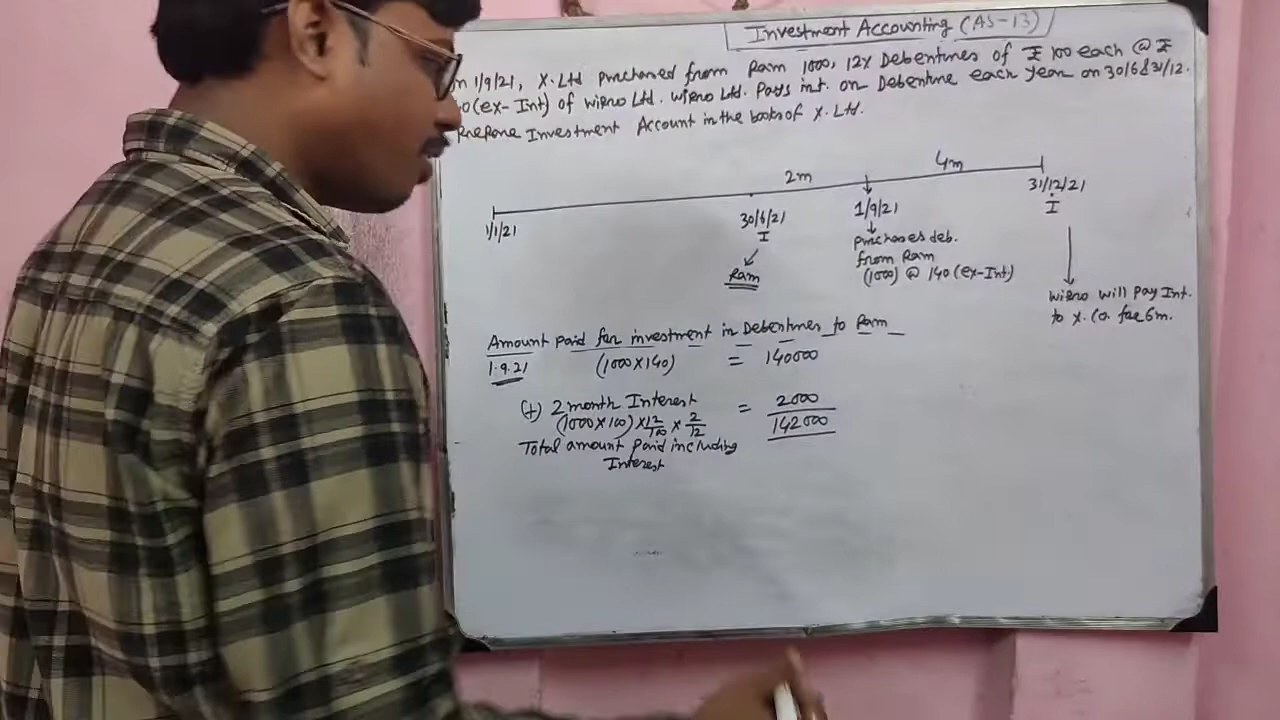 Investment Accounting (AS-13)
n 1/9/21, X.Ltd purchased from Ram 1000, 12% Debentures of ₹ 100 each @ ₹
0 (ex-Int) of wipro Ltd. wipro Ltd. Pays int. on Debenture each year on 30/6 & 31/12.
Prepare Investment Account in the books of X.Ltd.
2m
4m
1/1/21
30/6/21
I
Ram
1/9/21
purchases deb.
from Ram
(1000) @ 140 (ex-Int)
31/12/21
I
wipro will pay Int.
to X. Co. for 6m.
Amount paid for investment in Debentures to Ram
1.9.21 (1000×140) = 140000
(+) 2 month Interest = 2000
(1000×100) × 12/100 × 2/12
142000
Total amount paid including
Interest